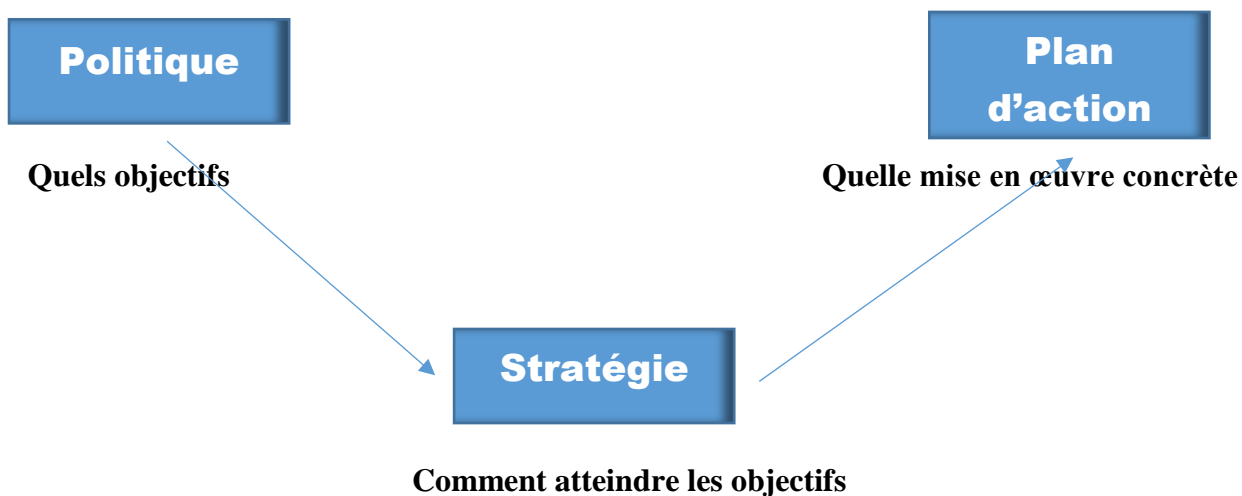 Politique
Plan
d’action
Quels objectifs
Quelle mise en œuvre concrète
Stratégie
Comment atteindre les objectifs